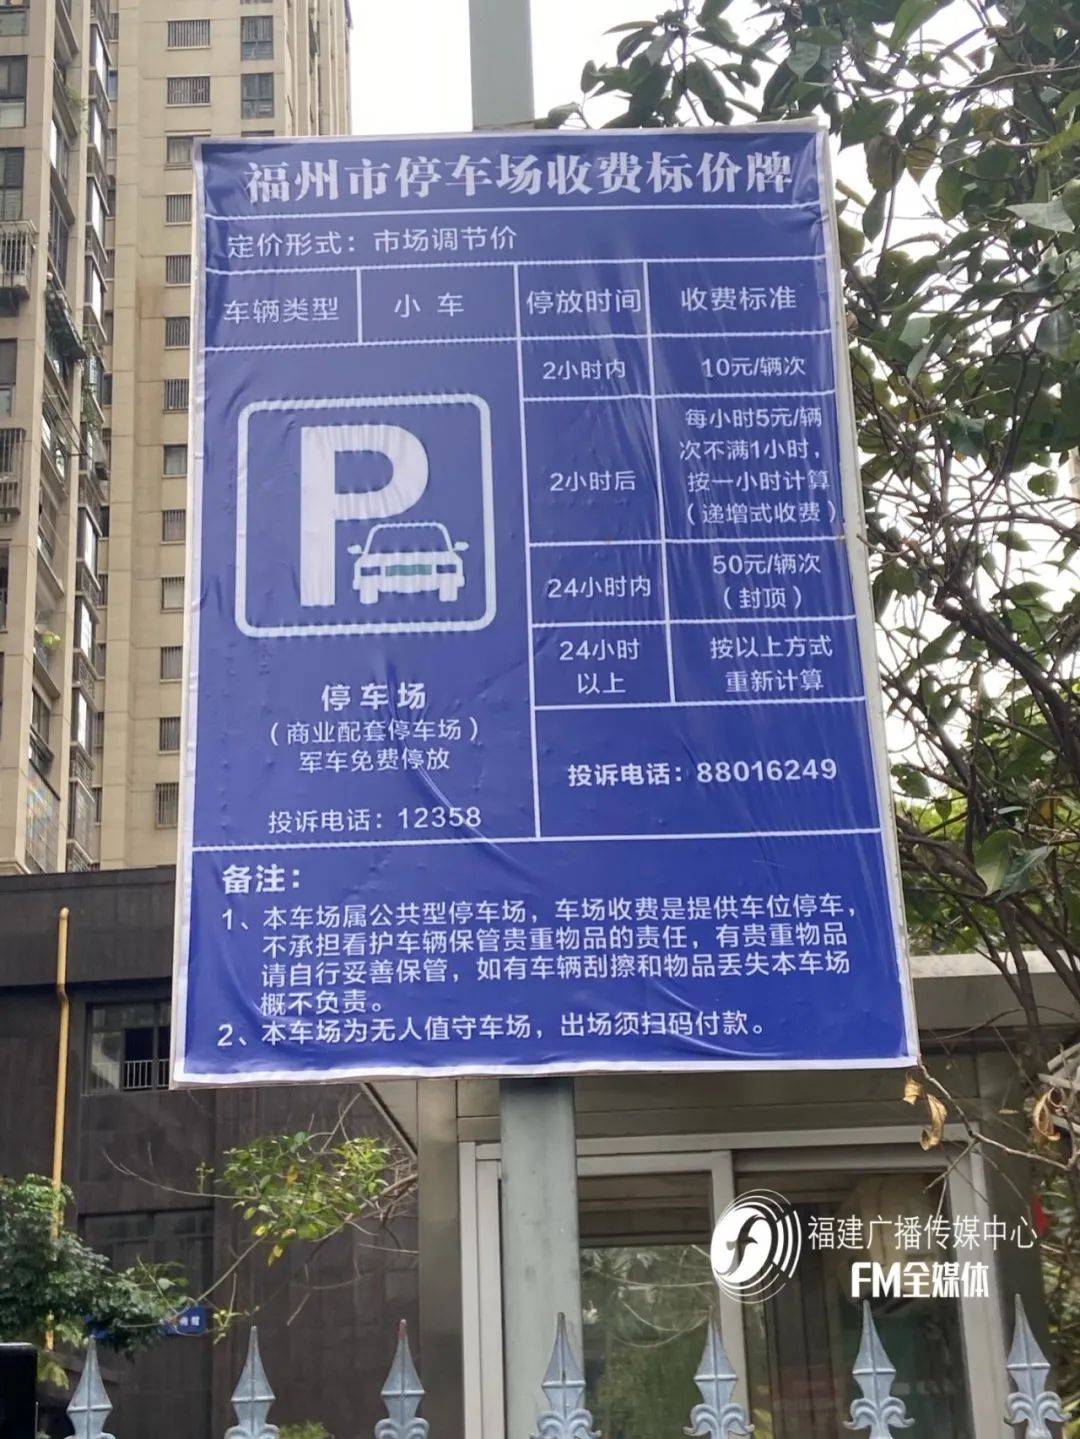 福州市停车场收费标价牌
定价形式：市场调节价
车辆类型
小 车
停放时间
收费标准
2小时内
10元/辆次
2小时后
每小时5元/辆
次不满1小时，
按一小时计算
（递增式收费）
24小时内
50元/辆次
（封顶）
24小时
以上
按以上方式
重新计算
P
停车场
（商业配套停车场）
军车免费停放
投诉电话：12358
投诉电话：88016249
备注：
1、本车场属公共型停车场，车场收费是提供车位停车，
不承担看护车辆保管贵重物品的责任，有贵重物品
请自行妥善保管，如有车辆刮擦和物品丢失本车场
概不负责。
2、本车场为无人值守车场，出场须扫码付款。
福建广播传媒中心
FM全媒体